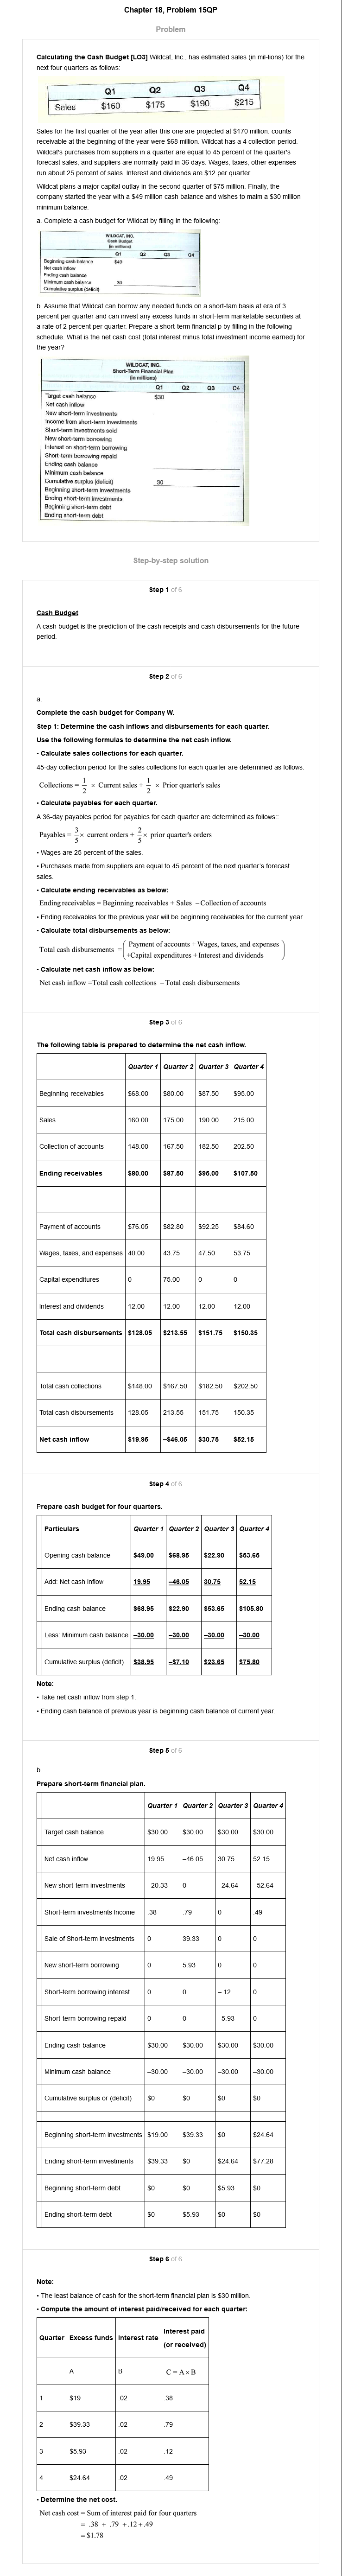 Chapter 18, Problem 15QP
Problem
Calculating the Cash Budget [LO3] Wildcat, Inc., has estimated sales (in mil-lions) for the
next four quarters as follows:
Q1 Q2 Q3 Q4
Sales $160 $175 $190 $215
Sales for the first quarter of the year after this one are projected at $170 million. counts
receivable at the beginning of the year were $68 million. Wildcat has a 4 collection period.
Wildcat's purchases from suppliers in a quarter are equal to 45 percent of the quarter's
forecast sales, and suppliers are normally paid in 36 days. Wages, taxes, other expenses
run about 25 percent of sales. Interest and dividends are $12 per quarter.
Wildcat plans a major capital outlay in the second quarter of $75 million. Finally, the
company started the year with a $49 million cash balance and wishes to maim a $30 million
minimum balance.
a. Complete a cash budget for Wildcat by filling in the following:
WILDCAT, INC.
Cash Budget
(in millions)
Q1 Q2 Q3 Q4
Beginning cash balance $49
Net cash inflow
Ending cash balance
Minimum cash balance 30
Cumulative surplus (deficit)
b. Assume that Wildcat can borrow any needed funds on a short-tam basis at era of 3
percent per quarter and can invest any excess funds in short-term marketable securities at
a rate of 2 percent per quarter. Prepare a short-term financial p by filling in the following
schedule. What is the net cash cost (total interest minus total investment income earned) for
the year?
WILDCAT, INC.
Short-Term Financial Plan
(in millions)
Q1 Q2 Q3 Q4
Target cash balance $30
Net cash inflow
New short-term investments
Income from short-term investments
Short-term investments sold
New short-term borrowing
Interest on short-term borrowing
Short-term borrowing repaid
Ending cash balance
Minimum cash balance
Cumulative surplus (deficit) 30
Beginning short-term investments
Ending short-term investments
Beginning short-term debt
Ending short-term debt
Step-by-step solution
Step 1 of 6
Cash Budget
A cash budget is the prediction of the cash receipts and cash disbursements for the future
period.
Step 2 of 6
a.
Complete the cash budget for Company W.
Step 1: Determine the cash inflows and disbursements for each quarter.
Use the following formulas to determine the net cash inflow.
• Calculate sales collections for each quarter.
45-day collection period for the sales collections for each quarter are determined as follows:
Collections = 1/2 × Current sales + 1/2 × Prior quarter's sales
• Calculate payables for each quarter.
A 36-day payables period for payables for each quarter are determined as follows::
Payables = 3/5 × current orders + 2/5 × prior quarter's orders
• Wages are 25 percent of the sales.
• Purchases made from suppliers are equal to 45 percent of the next quarter's forecast
sales.
• Calculate ending receivables as below:
Ending receivables = Beginning receivables + Sales − Collection of accounts
• Ending receivables for the previous year will be beginning receivables for the current year.
• Calculate total disbursements as below:
Total cash disbursements = ( Payment of accounts + Wages, taxes, and expenses
+Capital expenditures + Interest and dividends )
• Calculate net cash inflow as below:
Net cash inflow =Total cash collections − Total cash disbursements
Step 3 of 6
The following table is prepared to determine the net cash inflow.
Quarter 1 Quarter 2 Quarter 3 Quarter 4
Beginning receivables $68.00 $80.00 $87.50 $95.00
Sales 160.00 175.00 190.00 215.00
Collection of accounts 148.00 167.50 182.50 202.50
Ending receivables $80.00 $87.50 $95.00 $107.50
Payment of accounts $76.05 $82.80 $92.25 $84.60
Wages, taxes, and expenses 40.00 43.75 47.50 53.75
Capital expenditures 0 75.00 0 0
Interest and dividends 12.00 12.00 12.00 12.00
Total cash disbursements $128.05 $213.55 $151.75 $150.35
Total cash collections $148.00 $167.50 $182.50 $202.50
Total cash disbursements 128.05 213.55 151.75 150.35
Net cash inflow $19.95 –$46.05 $30.75 $52.15
Step 4 of 6
Prepare cash budget for four quarters.
Particulars Quarter 1 Quarter 2 Quarter 3 Quarter 4
Opening cash balance $49.00 $68.95 $22.90 $53.65
Add: Net cash inflow 19.95 –46.05 30.75 52.15
Ending cash balance $68.95 $22.90 $53.65 $105.80
Less: Minimum cash balance –30.00 –30.00 –30.00 –30.00
Cumulative surplus (deficit) $38.95 –$7.10 $23.65 $75.80
Note:
• Take net cash inflow from step 1.
• Ending cash balance of previous year is beginning cash balance of current year.
Step 5 of 6
b.
Prepare short-term financial plan.
Quarter 1 Quarter 2 Quarter 3 Quarter 4
Target cash balance $30.00 $30.00 $30.00 $30.00
Net cash inflow 19.95 –46.05 30.75 52.15
New short-term investments –20.33 0 –24.64 –52.64
Short-term investments Income .38 .79 0 .49
Sale of Short-term investments 0 39.33 0 0
New short-term borrowing 0 5.93 0 0
Short-term borrowing interest 0 0 –.12 0
Short-term borrowing repaid 0 0 –5.93 0
Ending cash balance $30.00 $30.00 $30.00 $30.00
Minimum cash balance –30.00 –30.00 –30.00 –30.00
Cumulative surplus or (deficit) $0 $0 $0 $0
Beginning short-term investments $19.00 $39.33 $0 $24.64
Ending short-term investments $39.33 $0 $24.64 $77.28
Beginning short-term debt $0 $0 $5.93 $0
Ending short-term debt $0 $5.93 $0 $0
Step 6 of 6
Note:
• The least balance of cash for the short-term financial plan is $30 million.
• Compute the amount of interest paid/received for each quarter:
Quarter Excess funds Interest rate Interest paid
(or received)
A B C = A × B
1 $19 .02 .38
2 $39.33 .02 .79
3 $5.93 .02 .12
4 $24.64 .02 .49
• Determine the net cost.
Net cash cost = Sum of interest paid for four quarters
= .38 + .79 +.12+.49
= $1.78